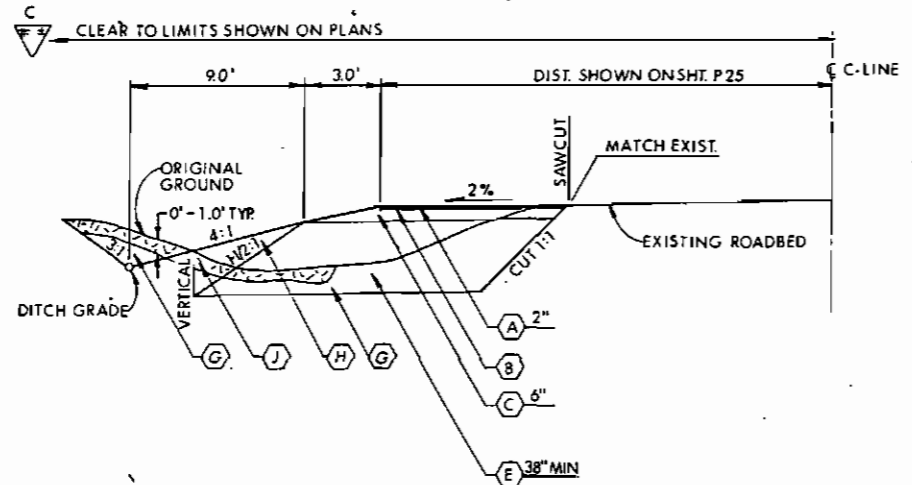 C
CLEAR TO LIMITS SHOWN ON PLANS
9.0'
3.0'
DIST. SHOWN ON SHT. P25
℄ C-LINE
SAWCUT
MATCH EXIST.
ORIGINAL
GROUND
2%
0'-1.0' TYP.
4:1
1 1/2:1
3:1
EXISTING ROADBED
CUT 1:1
VERTICAL
DITCH GRADE
A 2"
G
J
H
G
B
C 6"
E 38" MIN